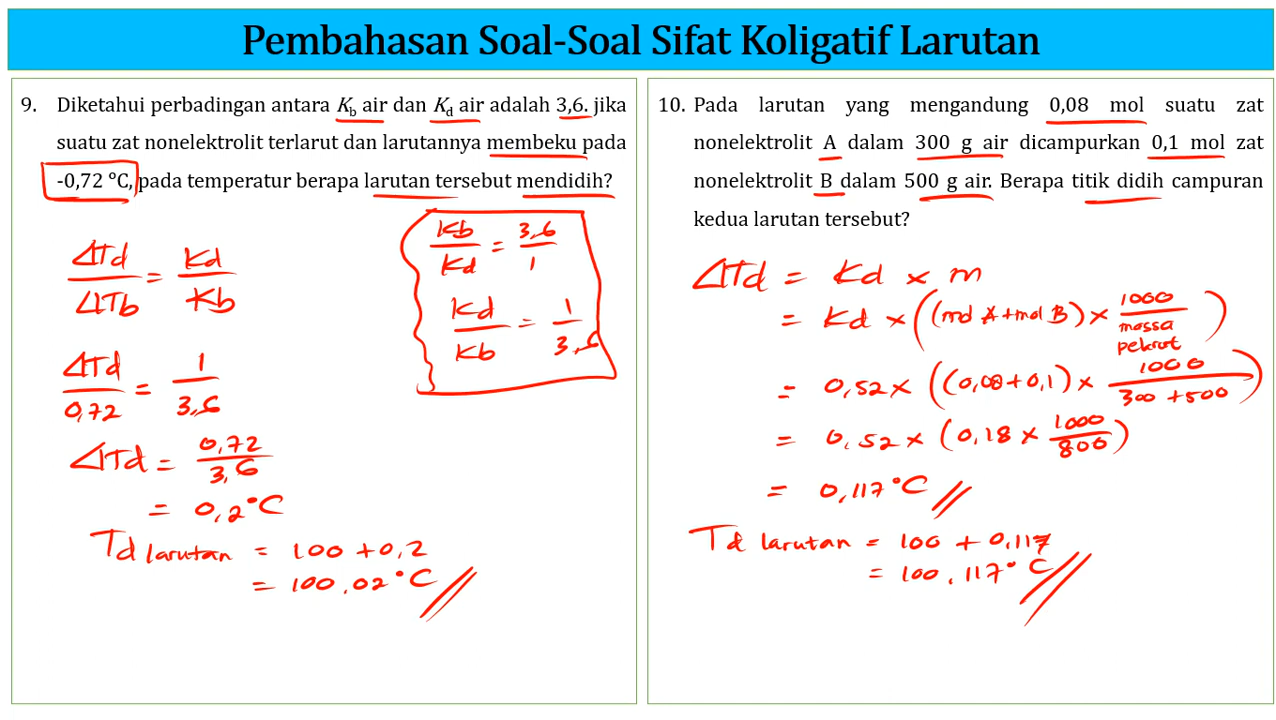 Pembahasan Soal-Soal Sifat Koligatif Larutan
9. Diketahui perbadingan antara Kb air dan Kd air adalah 3,6. jika
suatu zat nonelektrolit terlarut dan larutannya membeku pada
-0,72 °C, pada temperatur berapa larutan tersebut mendidih?
Kb/Kd = 3,6/1
Kd/Kb = 1/3,6
ΔTd/ΔTb = Kd/Kb
ΔTd/0,72 = 1/3,6
ΔTd = 0,72/3,6
= 0,2°C
Td larutan = 100 + 0,2
= 100,02°C //
10. Pada larutan yang mengandung 0,08 mol suatu zat
nonelektrolit A dalam 300 g air dicampurkan 0,1 mol zat
nonelektrolit B dalam 500 g air. Berapa titik didih campuran
kedua larutan tersebut?
ΔTd = Kd × m
= Kd × ((mol A + mol B) × 1000/massa pelarut)
= 0,52 × ((0,08 + 0,1) × 1000/300 + 500)
= 0,52 × (0,18 × 1000/800)
= 0,117°C //
Td larutan = 100 + 0,117
= 100,117°C //